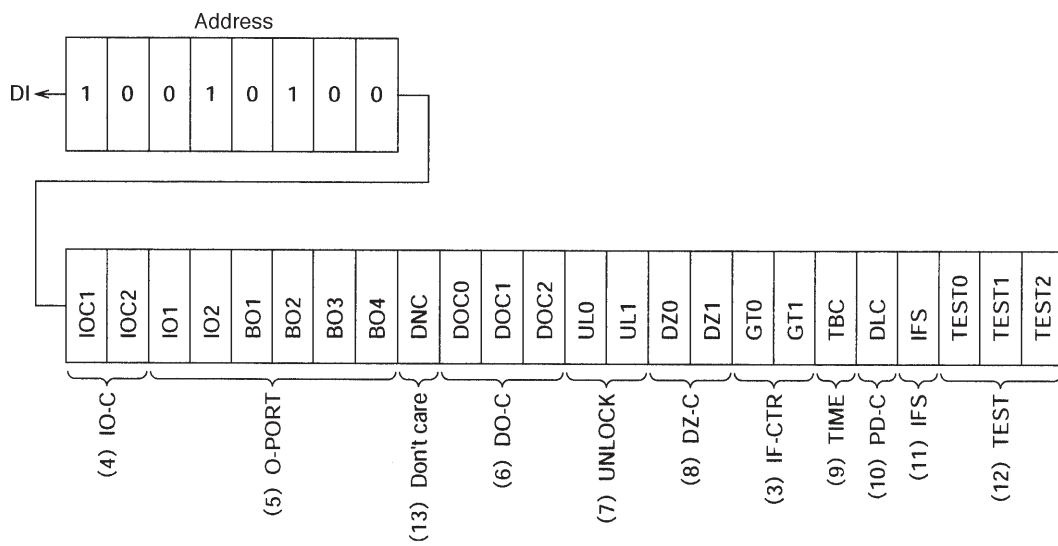 Address
DI 1 0 0 1 0 1 0 0
IOC1 IOC2 IO1 IO2 BO1 BO2 BO3 BO4 DNC DOC0 DOC1 DOC2 UL0 UL1 DZ0 DZ1 GT0 GT1 TBC DLC IFS TEST0 TEST1 TEST2
(4) IO-C
(5) O-PORT
(13) Don't care
(6) DO-C
(7) UNLOCK
(8) DZ-C
(3) IF-CTR
(9) TIME
(10) PD-C
(11) IFS
(12) TEST